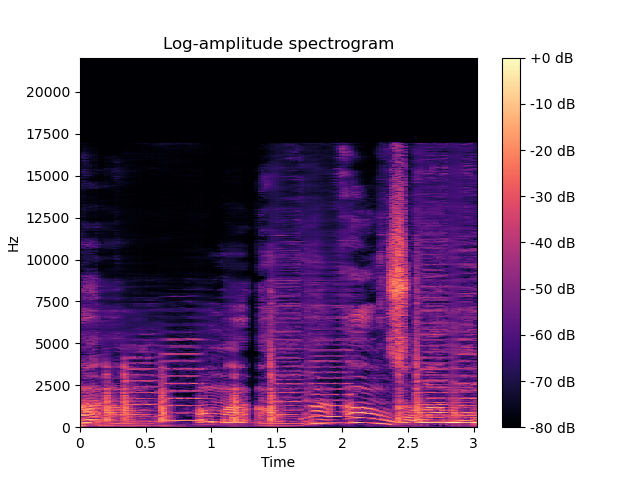 Log-amplitude spectrogram
Hz
20000
17500
15000
12500
10000
7500
5000
2500
0
0 0.5 1 1.5 2 2.5 3
Time
+0 dB
-10 dB
-20 dB
-30 dB
-40 dB
-50 dB
-60 dB
-70 dB
-80 dB